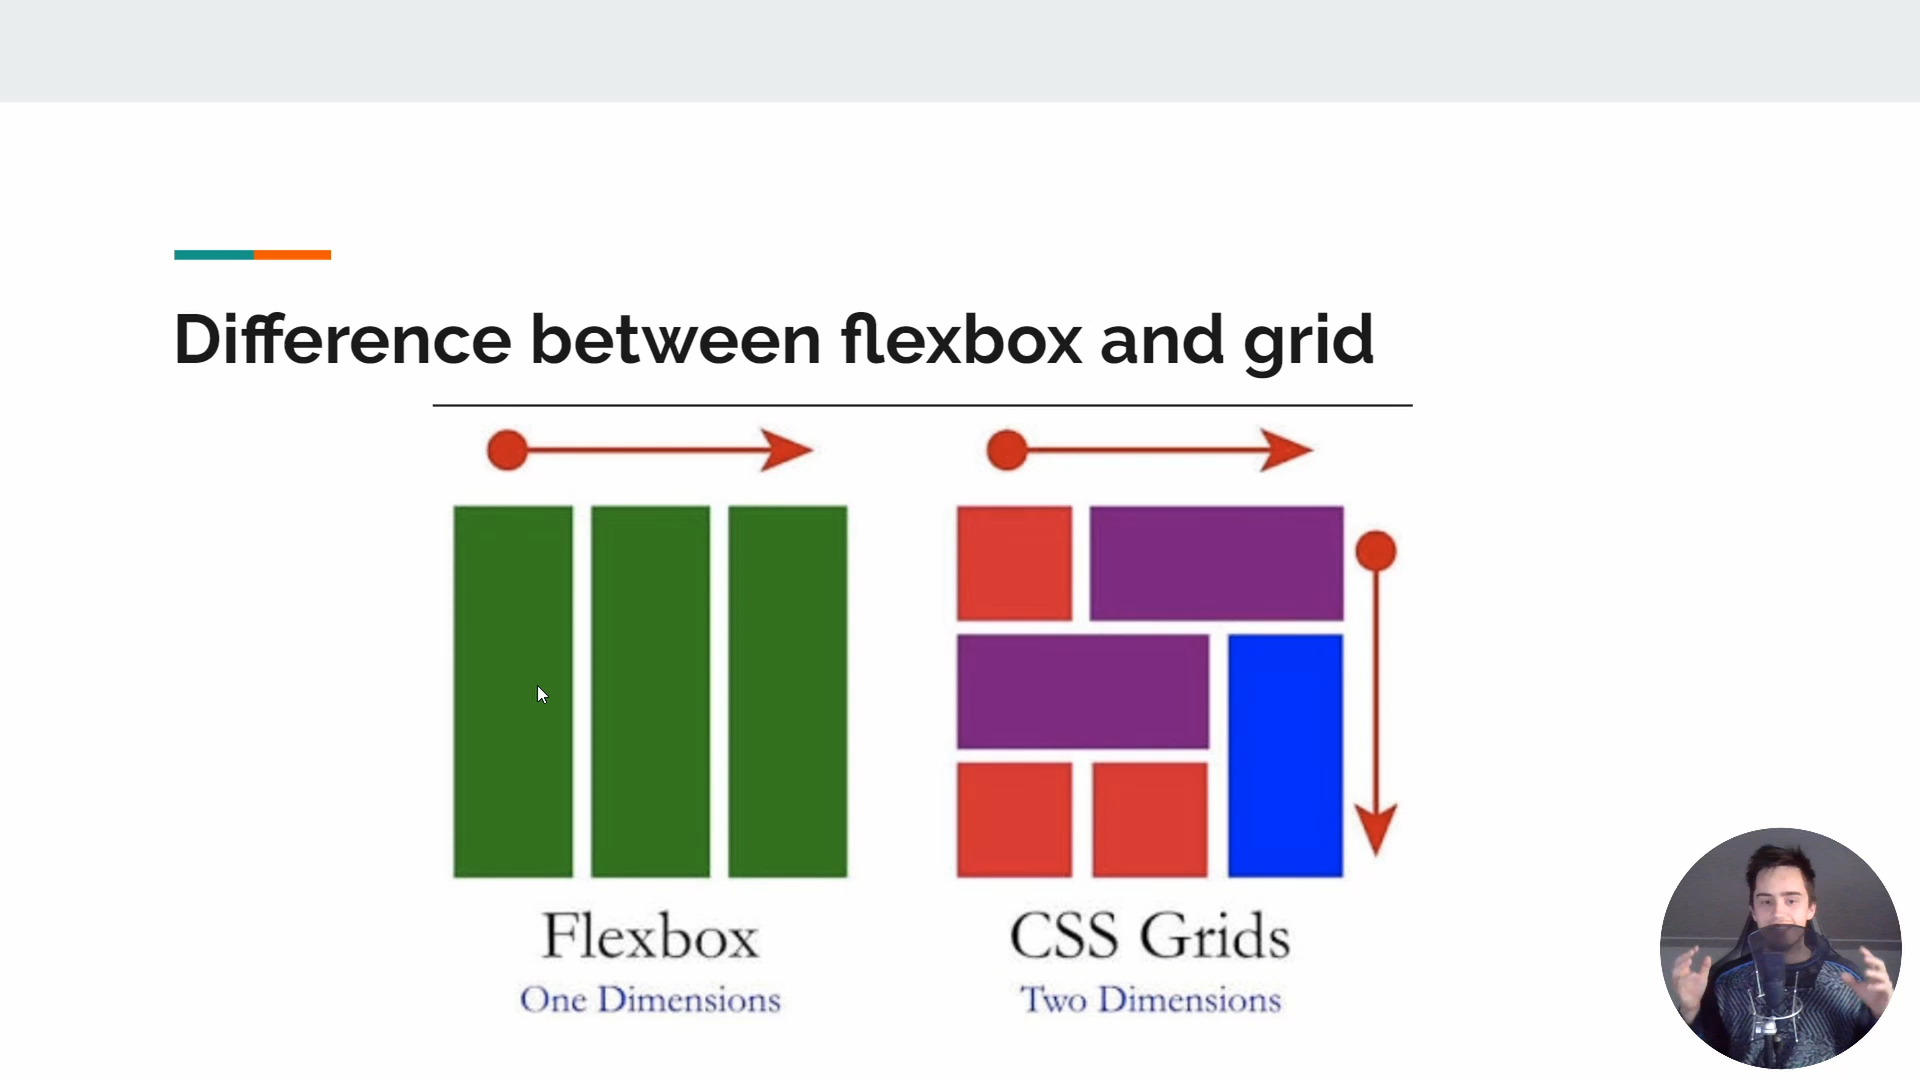 Difference between flexbox and grid
Flexbox
One Dimensions
CSS Grids
Two Dimensions